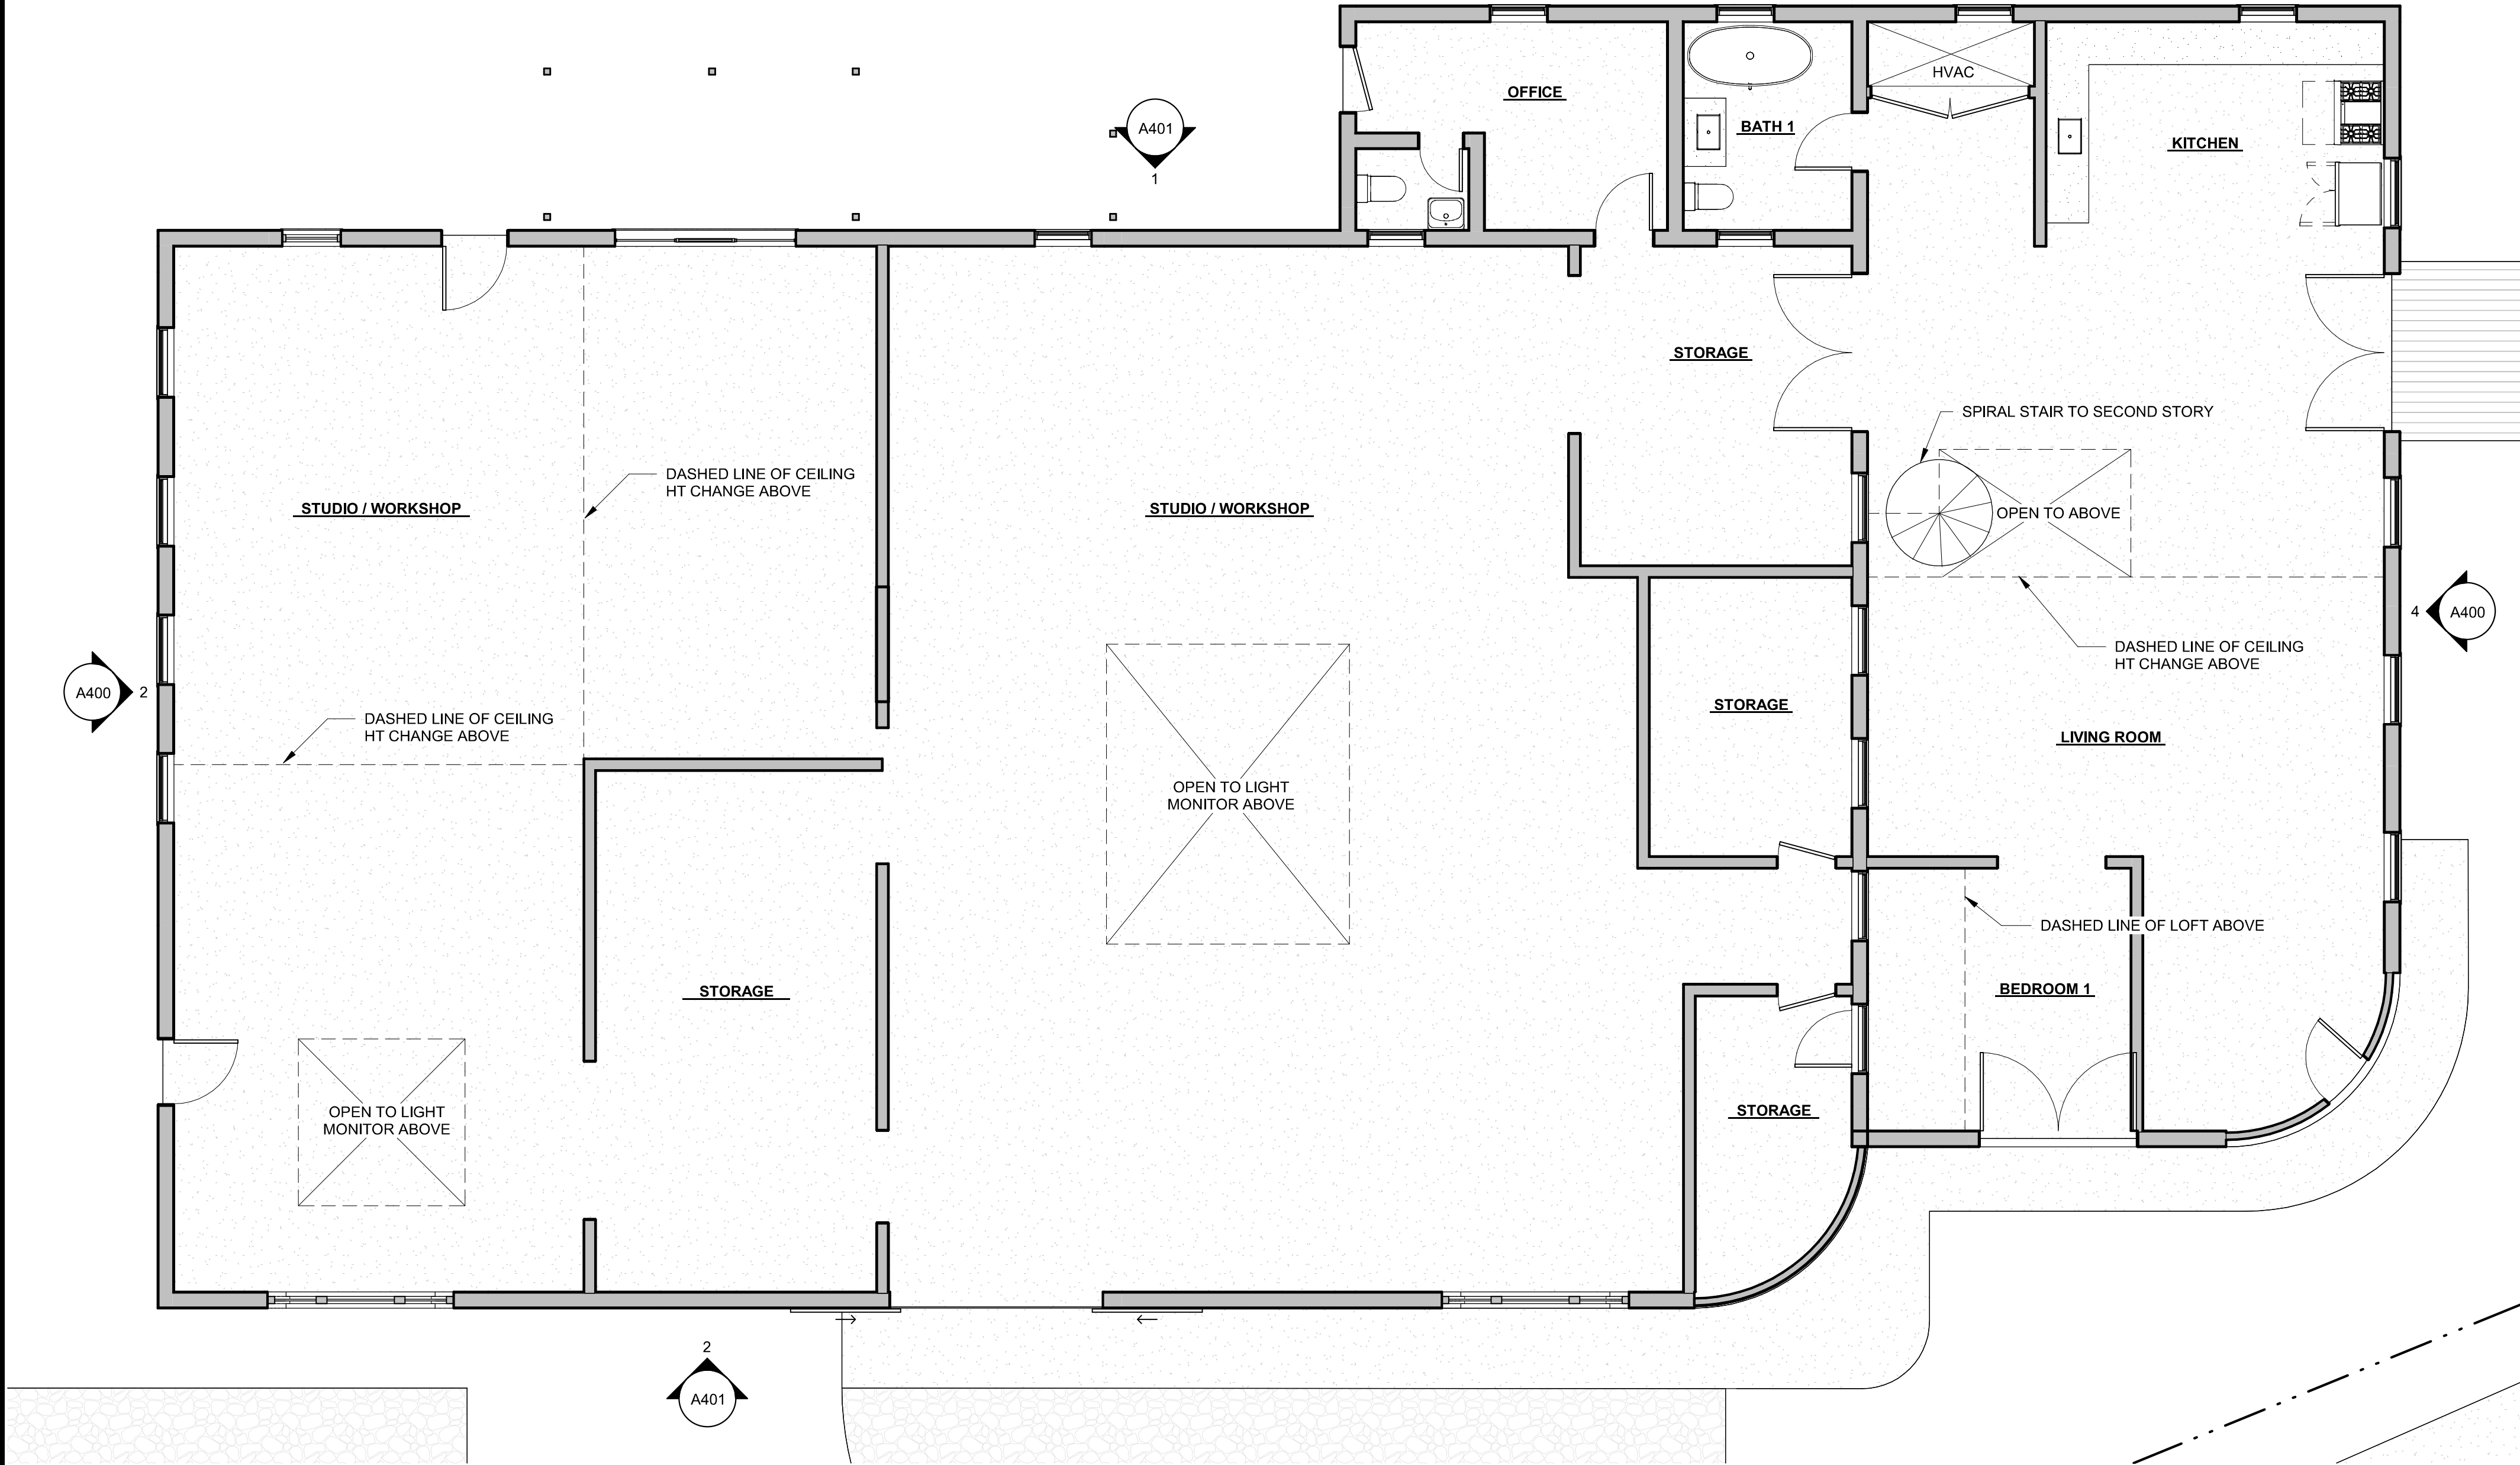 HVAC
OFFICE
BATH 1
KITCHEN
A401
1
STORAGE
SPIRAL STAIR TO SECOND STORY
DASHED LINE OF CEILING
HT CHANGE ABOVE
STUDIO / WORKSHOP
STUDIO / WORKSHOP
OPEN TO ABOVE
4
A400
DASHED LINE OF CEILING
HT CHANGE ABOVE
A400
2
STORAGE
DASHED LINE OF CEILING
HT CHANGE ABOVE
LIVING ROOM
OPEN TO LIGHT
MONITOR ABOVE
DASHED LINE OF LOFT ABOVE
STORAGE
BEDROOM 1
STORAGE
OPEN TO LIGHT
MONITOR ABOVE
2
A401